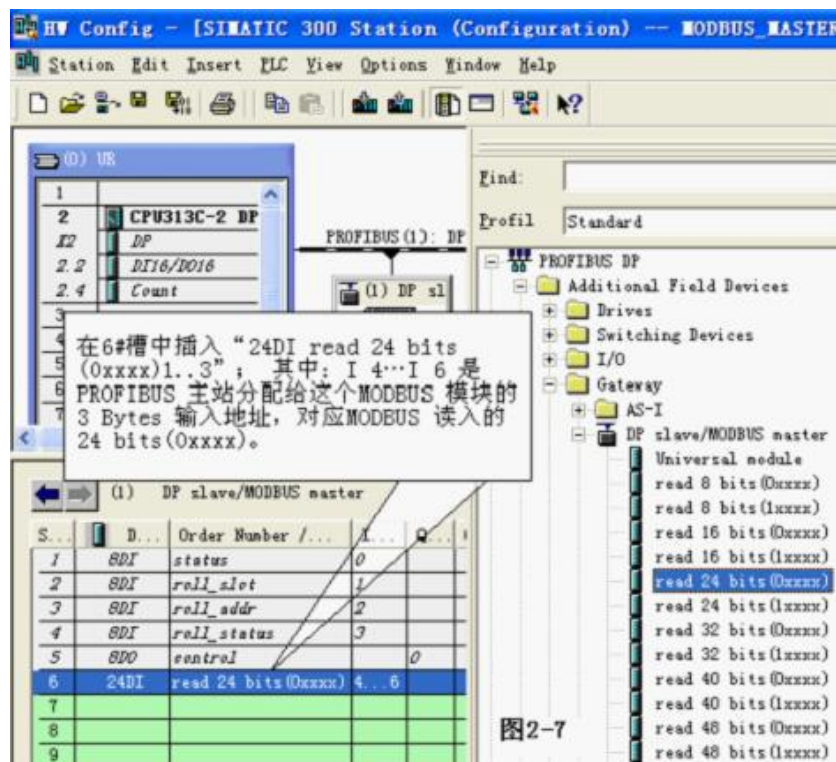 HW Config - [SIMATIC 300 Station (Configuration) -- MODBUS_MASTER
Station Edit Insert PLC View Options Window Help
(0) UR
1
2 CPU313C-2 DP
X2 DP
2.2 DI16/DO16
2.4 Count
3
PROFIBUS(1): DP
(1) DP sl
在6#槽中插入“24DI read 24 bits
(0xxxx)1..3”； 其中：I 4…I 6 是
PROFIBUS 主站分配给这个MODBUS 模块的
3 Bytes 输入地址，对应MODBUS 读入的
24 bits(0xxxx)。
(1) DP slave/MODBUS master
S... D... Order Number /... I... Q...
1 8DI status 0
2 8DI roll_slot 1
3 8DI roll_addr 2
4 8DI roll_status 3
5 8DO control 0
6 24DI read 24 bits(0xxxx) 4...6
7
8
9
Find:
Profil Standard
PROFIBUS DP
Additional Field Devices
Drives
Switching Devices
I/O
Gateway
AS-I
DP slave/MODBUS master
Universal module
read 8 bits(0xxxx)
read 8 bits(1xxxx)
read 16 bits(0xxxx)
read 16 bits(1xxxx)
read 24 bits(0xxxx)
read 24 bits(1xxxx)
read 32 bits(0xxxx)
read 32 bits(1xxxx)
read 40 bits(0xxxx)
read 40 bits(1xxxx)
read 48 bits(0xxxx)
read 48 bits(1xxxx)
图2-7